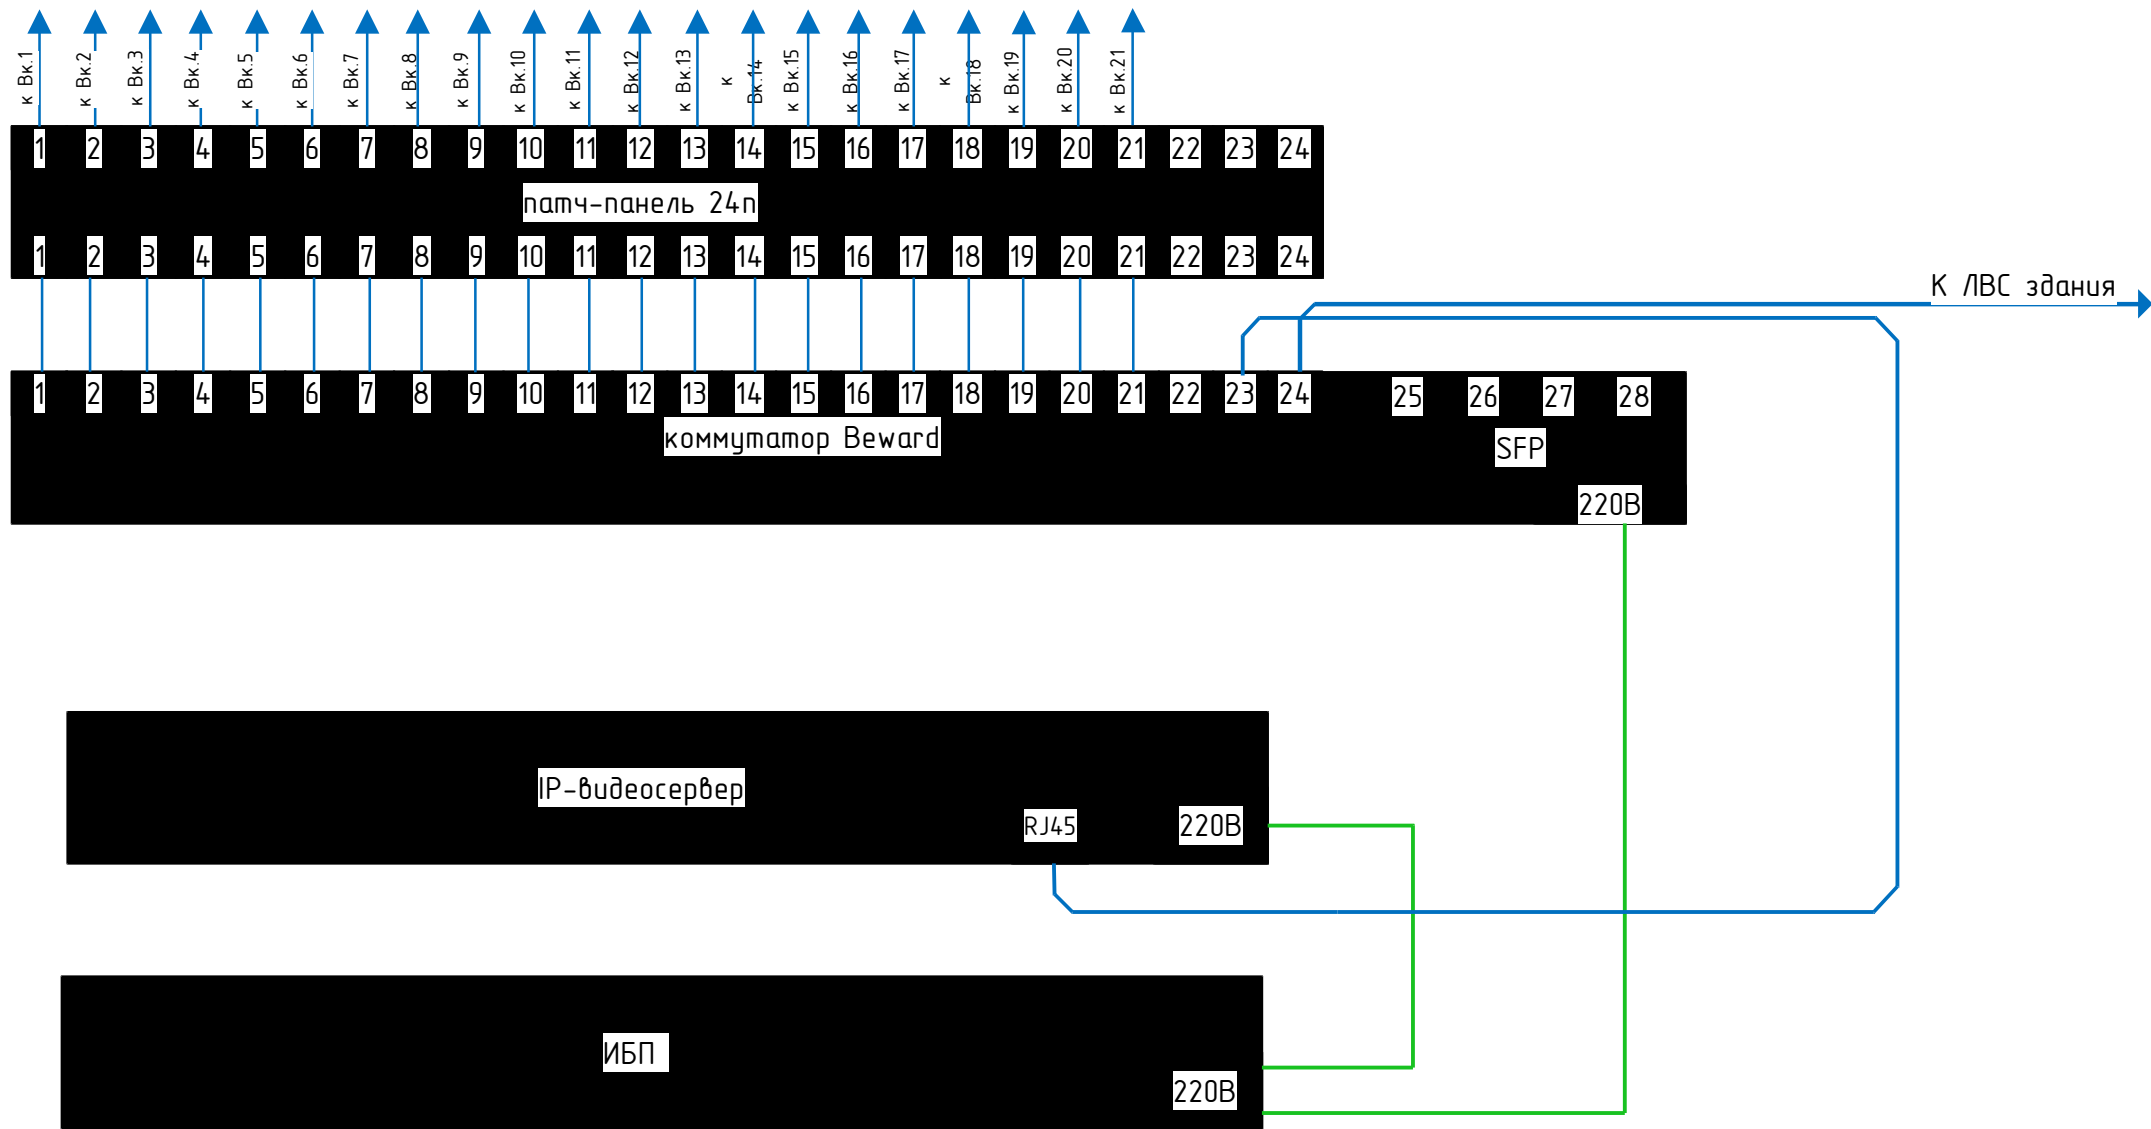 к Вк.1
к Вк.2
к Вк.3
к Вк.4
к Вк.5
к Вк.6
к Вк.7
к Вк.8
к Вк.9
к Вк.10
к Вк.11
к Вк.12
к Вк.13
к
Вк.14
к Вк.15
к Вк.16
к Вк.17
к
Вк.18
к Вк.19
к Вк.20
к Вк.21
1 2 3 4 5 6 7 8 9 10 11 12 13 14 15 16 17 18 19 20 21 22 23 24
патч-панель 24п
1 2 3 4 5 6 7 8 9 10 11 12 13 14 15 16 17 18 19 20 21 22 23 24
К ЛВС здания
1 2 3 4 5 6 7 8 9 10 11 12 13 14 15 16 17 18 19 20 21 22 23 24 25 26 27 28
коммутатор Beward
SFP
220В
IP-видеосервер
RJ45
220В
ИБП
220В